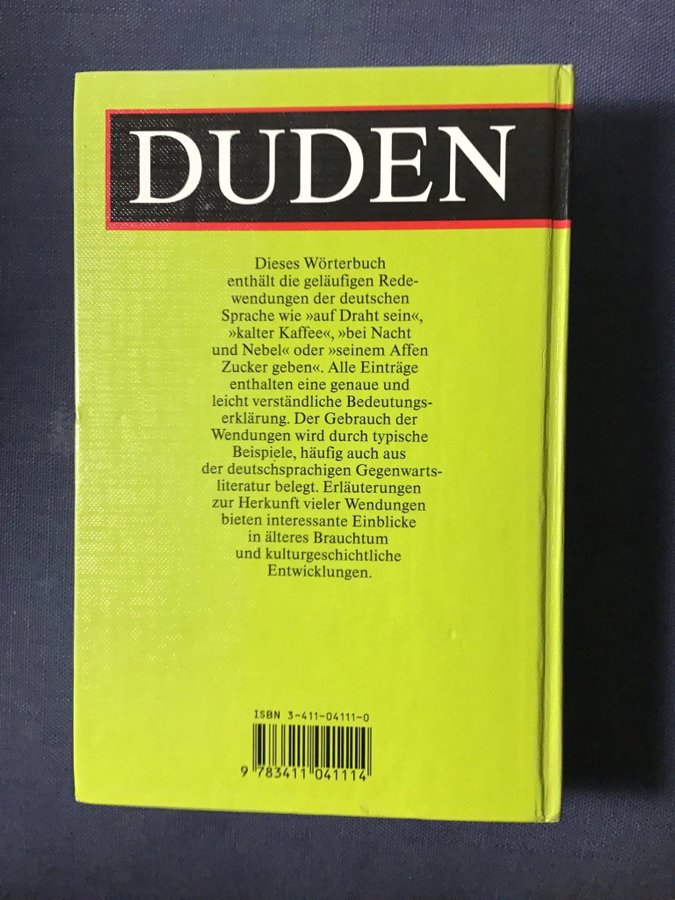 DUDEN
Dieses Wörterbuch
enthält die geläufigen Rede-
wendungen der deutschen
Sprache wie »auf Draht sein«,
»kalter Kaffee«, »bei Nacht
und Nebel« oder »seinem Affen
Zucker geben«. Alle Einträge
enthalten eine genaue und
leicht verständliche Bedeutungs-
erklärung. Der Gebrauch der
Wendungen wird durch typische
Beispiele, häufig auch aus
der deutschsprachigen Gegenwarts-
literatur belegt. Erläuterungen
zur Herkunft vieler Wendungen
bieten interessante Einblicke
in älteres Brauchtum
und kulturgeschichtliche
Entwicklungen.
ISBN 3-411-04111-0
9 783411 041114